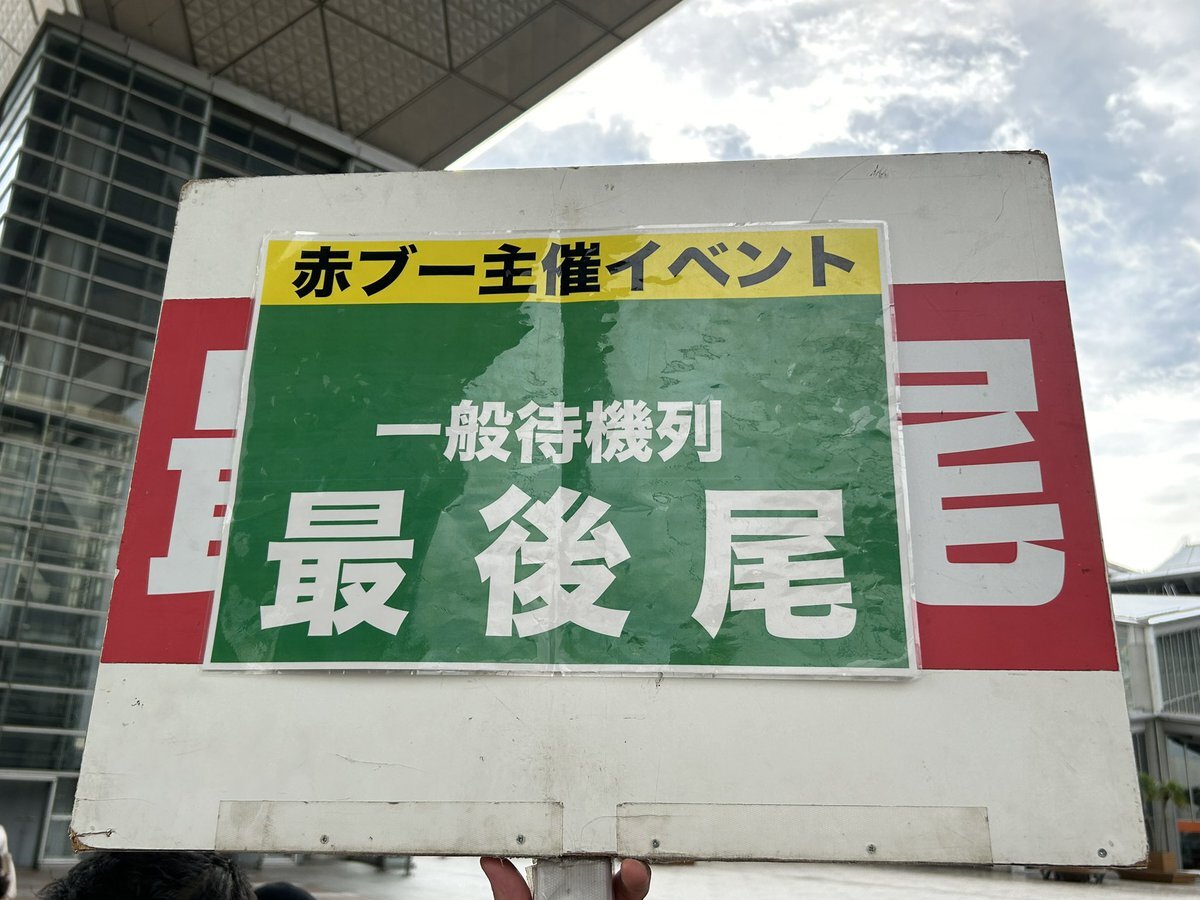 赤ブー主催イベント
一般待機列
最後尾